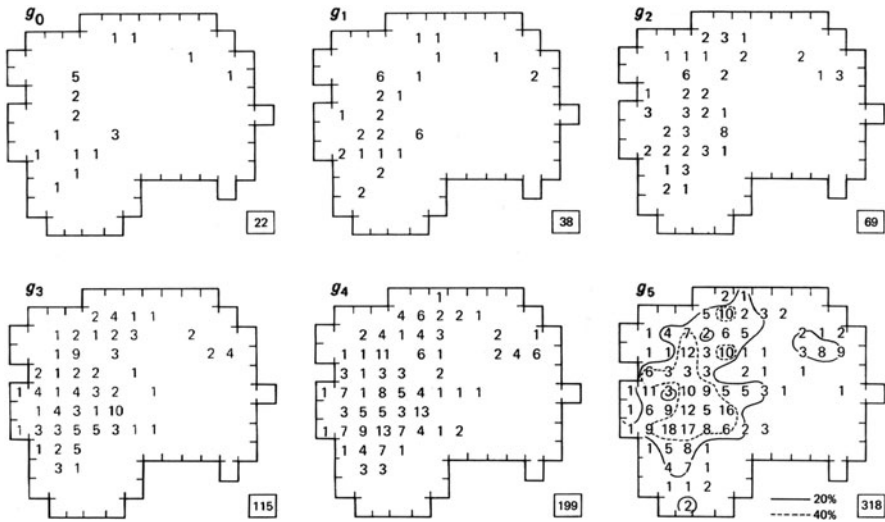 g0 g1 g2
1 1 1 1 2 3 1
1 1 1 1 1 1 2 2
5 1 6 1 2 6 2 1 3
2 2 1 1 2 2
2 1 2 3 3 2 1
1 3 2 2 6 2 3 8
1 1 1 2 1 1 1 2 2 2 3 1
1 2 1 3
1 2 2 1
22 38 69
g3 g4 g5
1 2 1
2 4 1 1 4 6 2 2 1 5 10 2 3 2
1 2 1 2 3 2 2 4 1 4 3 2 1 1 4 7 2 6 5 2 1 2
1 9 3 2 4 1 1 11 6 1 2 4 6 1 1 12 3 10 1 1 3 8 9
2 1 2 2 1 3 1 3 3 2 6 3 3 3 2 1 1
1 4 1 4 3 2 1 1 7 1 8 5 4 1 1 1 1 11 3 10 9 5 5 3 1 1
1 4 3 1 10 3 5 5 3 13 1 6 9 12 5 16
1 3 3 5 5 3 1 1 1 7 9 13 7 4 1 2 1 9 18 17 8 6 2 3
1 2 5 1 4 7 1 1 5 8 1
3 1 3 3 4 7 1
1 1 2
2
20%
40%
115 199 318